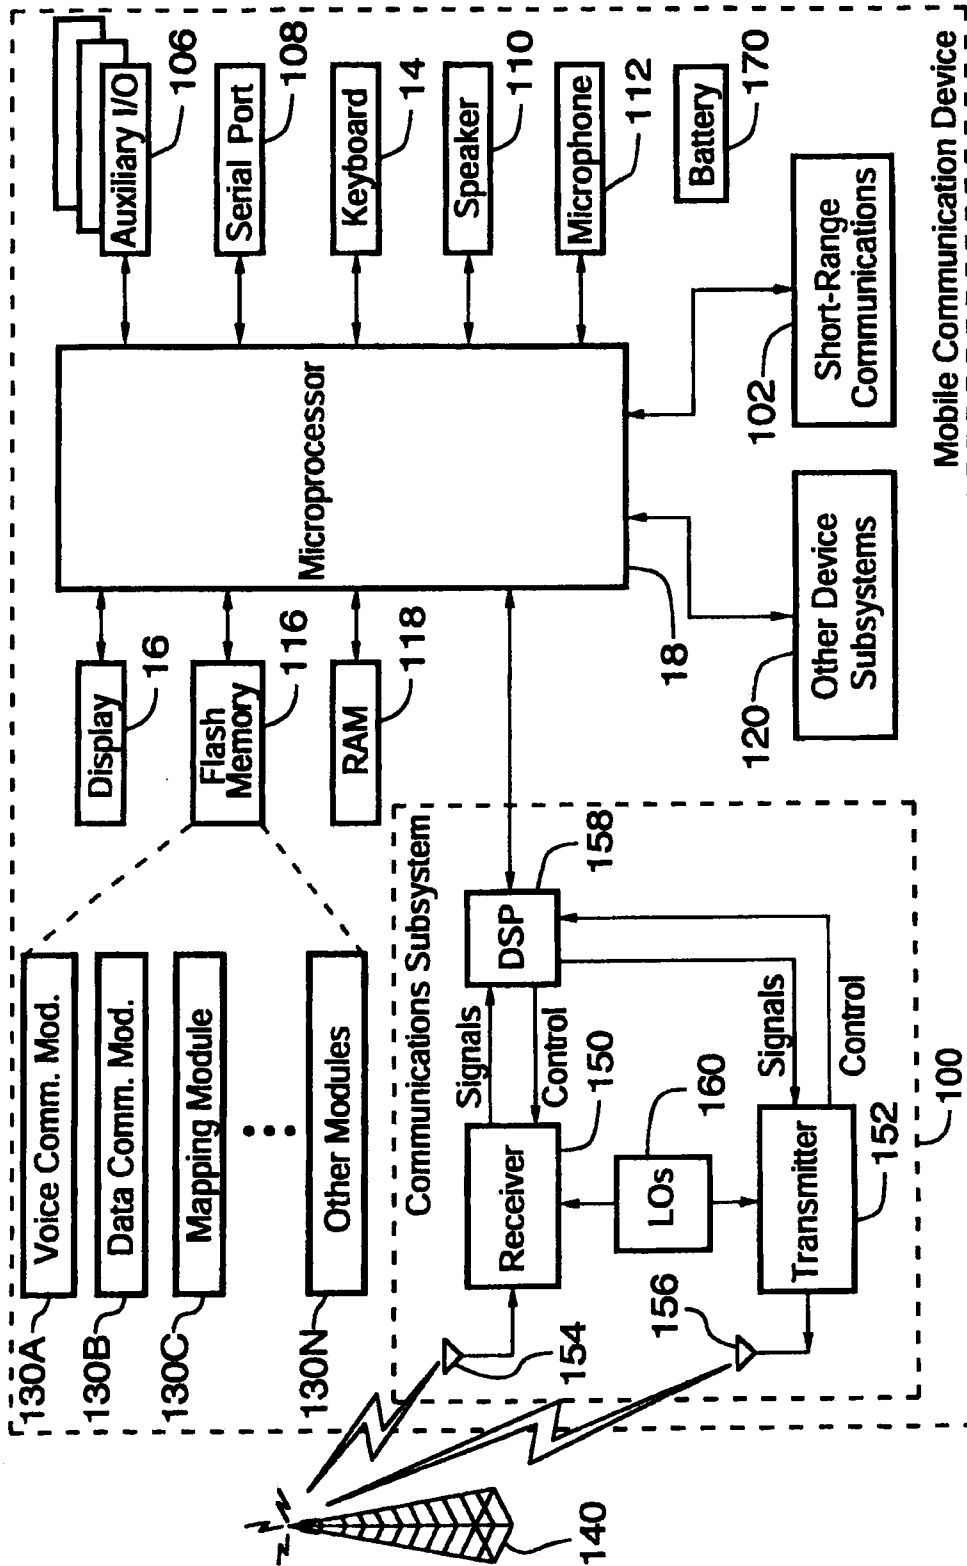 130A
Voice Comm. Mod.
130B
Data Comm. Mod.
130C
Mapping Module
130N
Other Modules
Display
16
Flash
Memory
116
RAM
118
Microprocessor
18
Auxiliary I/O
106
Serial Port
108
Keyboard
14
Speaker
110
Microphone
112
Battery
170
Communications Subsystem
Signals
DSP
158
Control
Receiver
150
LOs
160
Signals
Control
Transmitter
152
154
156
100
140
120
Other Device
Subsystems
102
Short-Range
Communications
Mobile Communication Device